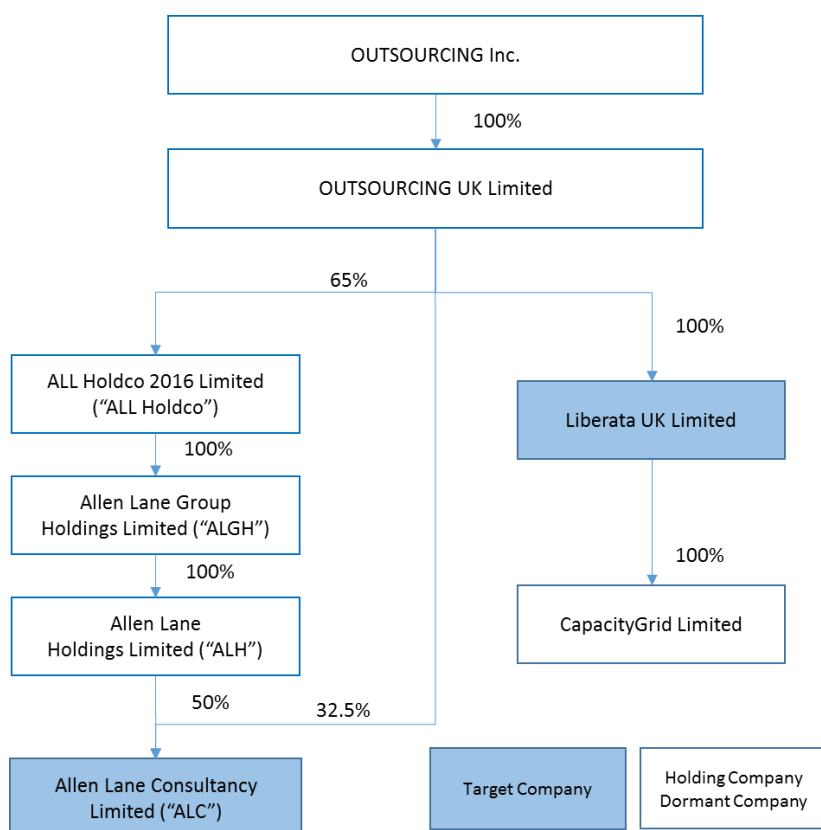 OUTSOURCING Inc.
100%
OUTSOURCING UK Limited
65%
100%
ALL Holdco 2016 Limited
(“ALL Holdco”)
Liberata UK Limited
100%
Allen Lane Group
Holdings Limited (“ALGH”)
100%
100%
Allen Lane
Holdings Limited (“ALH”)
CapacityGrid Limited
50%
32.5%
Allen Lane Consultancy
Limited (“ALC”)
Target Company
Holding Company
Dormant Company